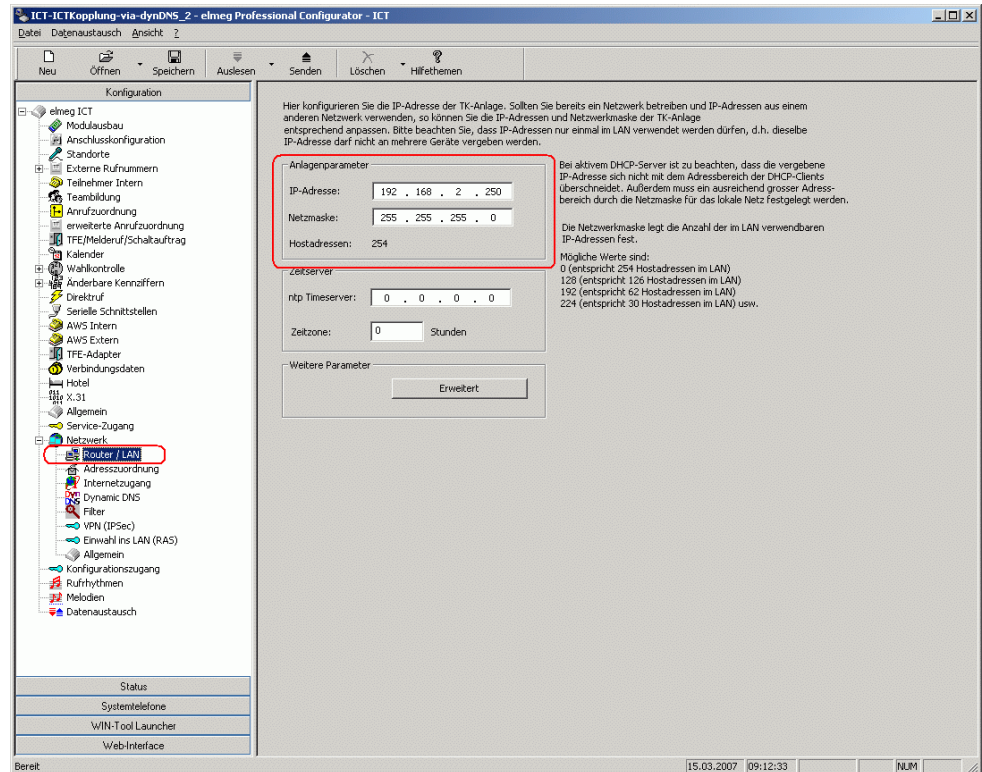 ICT-ICTKopplung-via-dynDNS_2 - elmeg Professional Configurator - ICT
Datei Datenaustausch Ansicht ?
Neu Öffnen Speichern Auslesen Senden Löschen Hilfethemen
Konfiguration
elmeg ICT
Modulausbau
Anschlusskonfiguration
Standorte
Externe Rufnummern
Teilnehmer Intern
Teambildung
Anrufzuordnung
erweiterte Anrufzuordnung
TFE/Melderuf/Schaltauftrag
Kalender
Wahlkontrolle
Änderbare Kennziffern
Direktruf
Serielle Schnittstellen
AWS Intern
AWS Extern
TFE-Adapter
Verbindungsdaten
Hotel
X.31
Allgemein
Service-Zugang
Netzwerk
Router / LAN
Adresszuordnung
Internetzugang
Dynamic DNS
Filter
VPN (IPSec)
Einwahl ins LAN (RAS)
Allgemein
Konfigurationszugang
Rufrhythmen
Melodien
Datenaustausch
Status
Systemtelefone
WIN-Tool Launcher
Web-Interface
Hier konfigurieren Sie die IP-Adresse der TK-Anlage. Sollten Sie bereits ein Netzwerk betreiben und IP-Adressen aus einem
anderen Netzwerk verwenden, so können Sie die IP-Adressen und Netzwerkmaske der TK-Anlage
entsprechend anpassen. Bitte beachten Sie, dass IP-Adressen nur einmal im LAN verwendet werden dürfen, d.h. dieselbe
IP-Adresse darf nicht an mehrere Geräte vergeben werden.
Anlagenparameter
IP-Adresse: 192 . 168 . 2 . 250
Netzmaske: 255 . 255 . 255 . 0
Hostadressen: 254
Zeitserver
ntp Timeserver: 0 . 0 . 0 . 0
Zeitzone: 0 Stunden
Weitere Parameter
Erweitert
Bei aktivem DHCP-Server ist zu beachten, dass die vergebene
IP-Adresse sich nicht mit dem Adressbereich der DHCP-Clients
überschneidet. Außerdem muss ein ausreichend grosser Adress-
bereich durch die Netzmaske für das lokale Netz festgelegt werden.
Die Netzwerkmaske legt die Anzahl der im LAN verwendbaren
IP-Adressen fest.
Mögliche Werte sind:
0 (entspricht 254 Hostadressen im LAN)
128 (entspricht 126 Hostadressen im LAN)
192 (entspricht 62 Hostadressen im LAN)
224 (entspricht 30 Hostadressen im LAN) usw.
Bereit 15.03.2007 09:12:33 NUM